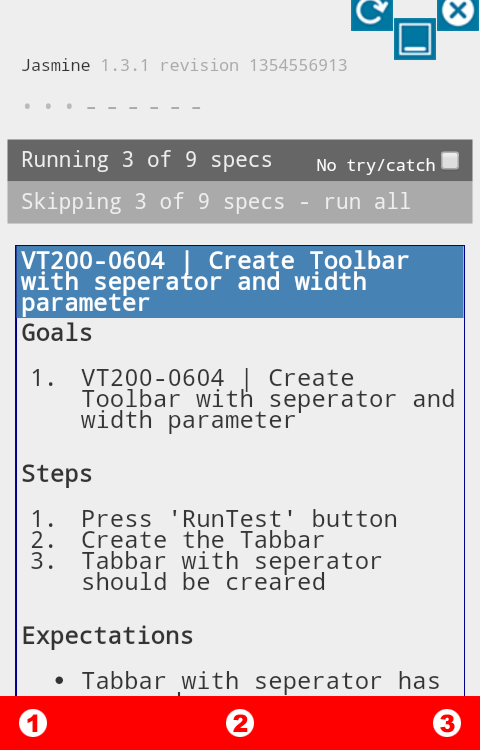 Jasmine 1.3.1 revision 1354556913
• • • - - - - - -
Running 3 of 9 specs No try/catch
Skipping 3 of 9 specs - run all
VT200-0604 | Create Toolbar
with seperator and width
parameter
Goals
1. VT200-0604 | Create
Toolbar with seperator and
width parameter
Steps
1. Press 'RunTest' button
2. Create the Tabbar
3. Tabbar with seperator
should be creared
Expectations
• Tabbar with seperator has
1 2 3